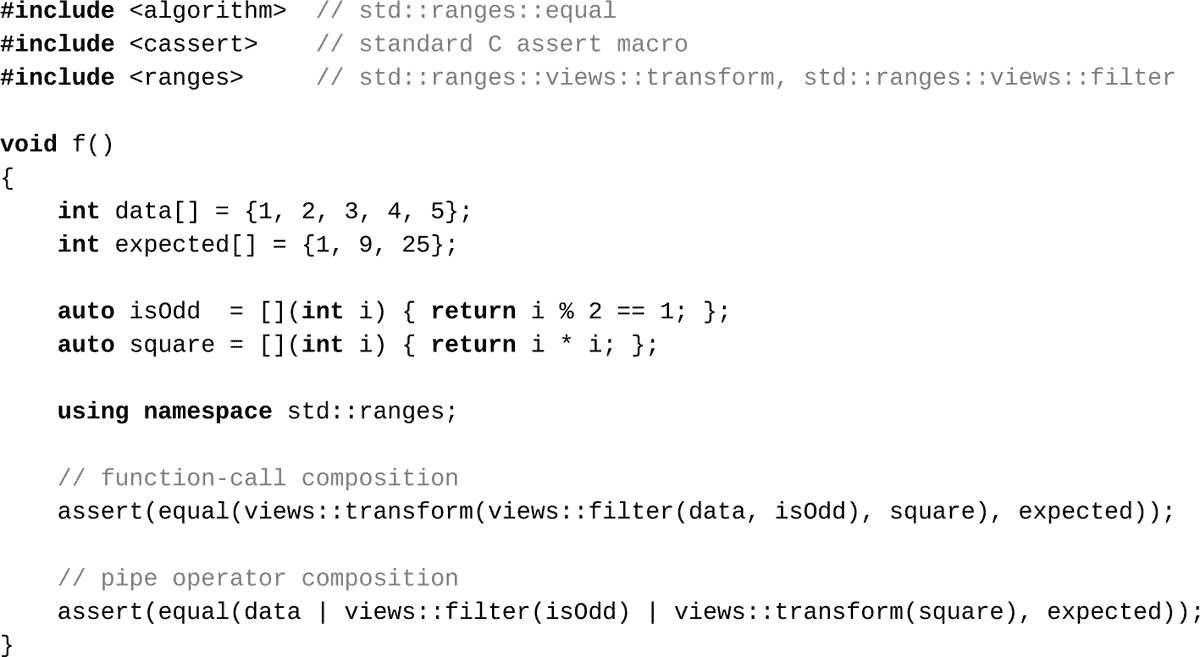 #include <algorithm>  // std::ranges::equal
#include <cassert>    // standard C assert macro
#include <ranges>     // std::ranges::views::transform, std::ranges::views::filter

void f()
{
    int data[] = {1, 2, 3, 4, 5};
    int expected[] = {1, 9, 25};

    auto isOdd  = [](int i) { return i % 2 == 1; };
    auto square = [](int i) { return i * i; };

    using namespace std::ranges;

    // function-call composition
    assert(equal(views::transform(views::filter(data, isOdd), square), expected));

    // pipe operator composition
    assert(equal(data | views::filter(isOdd) | views::transform(square), expected));
}